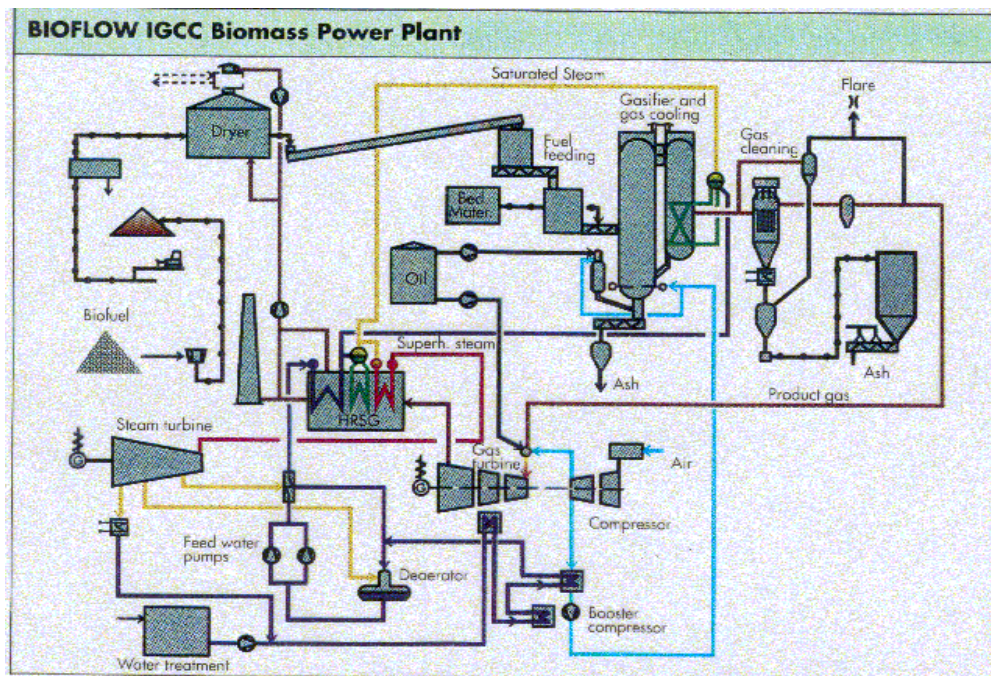 BIOFLOW IGCC Biomass Power Plant
Saturated Steam
Flare
Gasifier and
gas cooling
Gas
cleaning
Dryer
Fuel
feeding
Bed
Mater.
Oil
Biofuel
Superh. steam
Ash
Ash
HRSG
Product gas
Steam turbine
Gas
turbine
Air
G
G
Compressor
Feed water
pumps
Deaerator
Booster
compressor
Water treatment